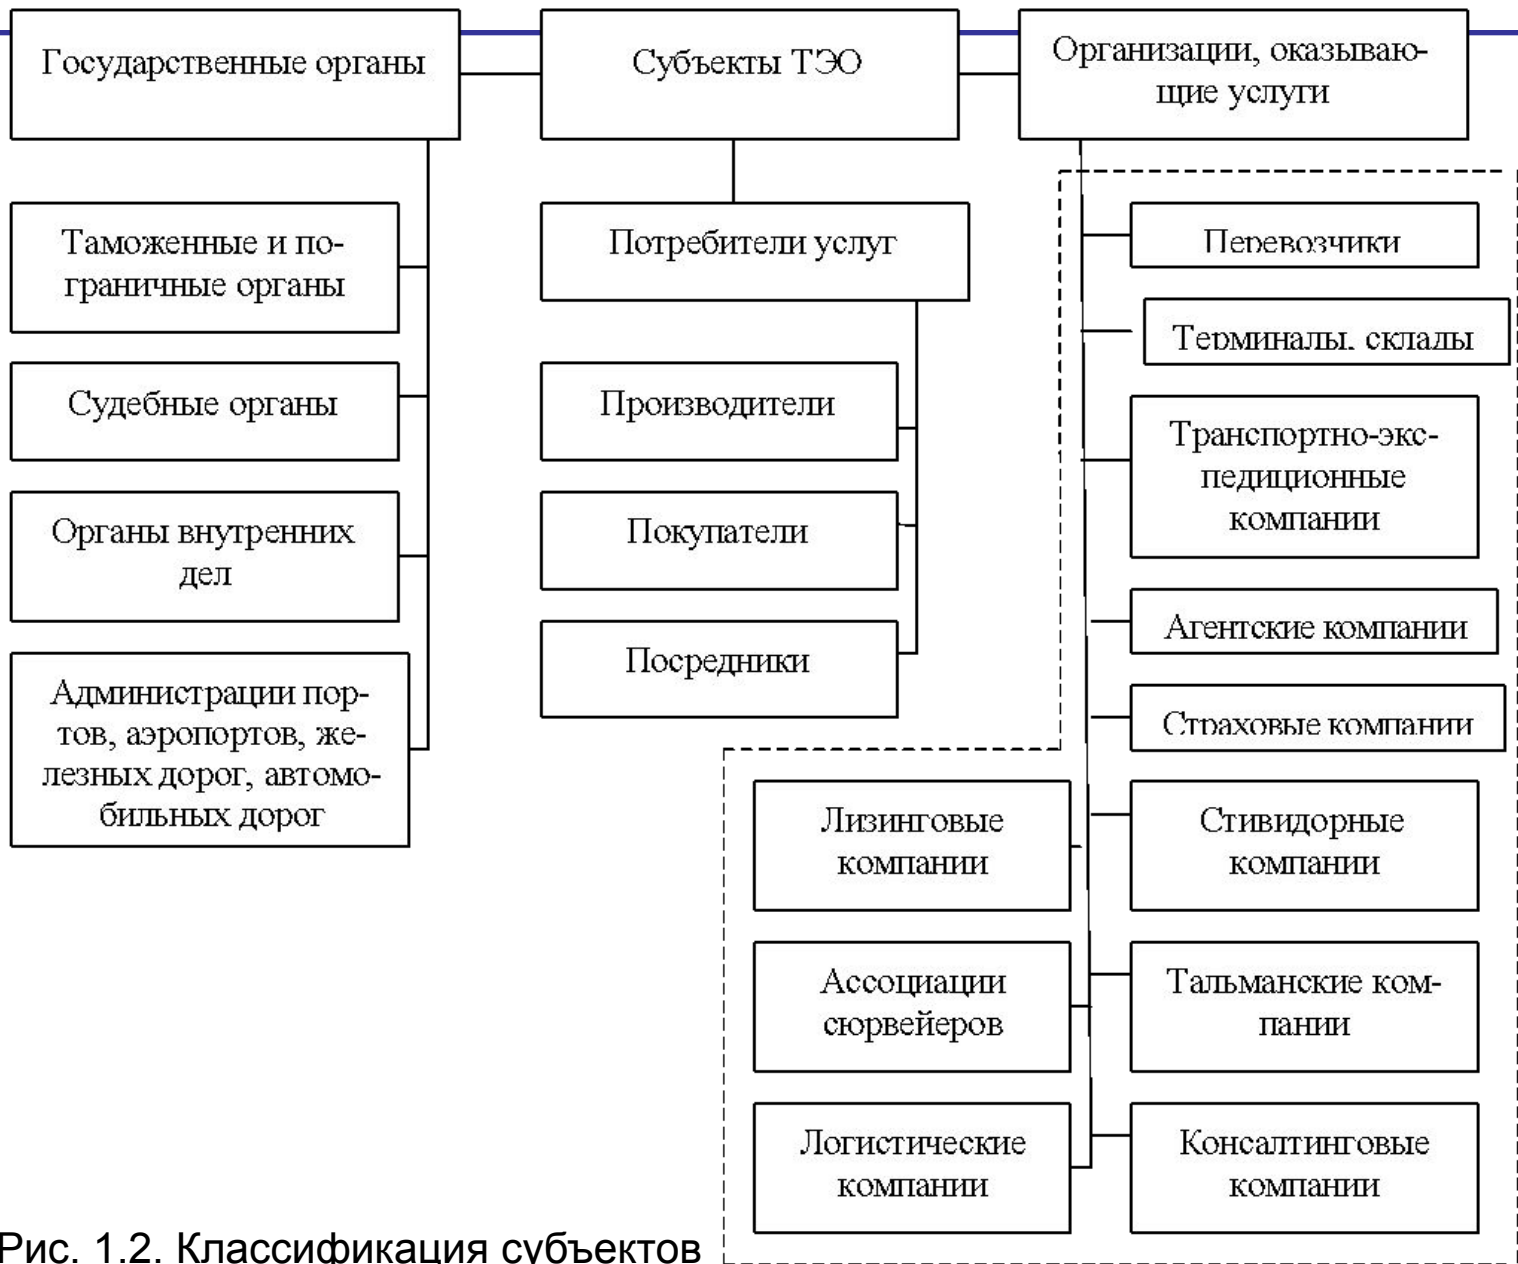 Государственные органы
Субъекты ТЭО
Организации, оказываю-
щие услуги
Таможенные и по-
граничные органы
Судебные органы
Органы внутренних
дел
Администрации пор-
тов, аэропортов, же-
лезных дорог, автомо-
бильных дорог
Потребители услуг
Производители
Покупатели
Посредники
Перевозчики
Терминалы, склады
Транспортно-экс-
педиционные
компании
Агентские компании
Страховые компании
Лизинговые
компании
Стивидорные
компании
Ассоциации
сюрвейеров
Тальманские ком-
пании
Логистические
компании
Консалтинговые
компании
Рис. 1.2. Классификация субъектов